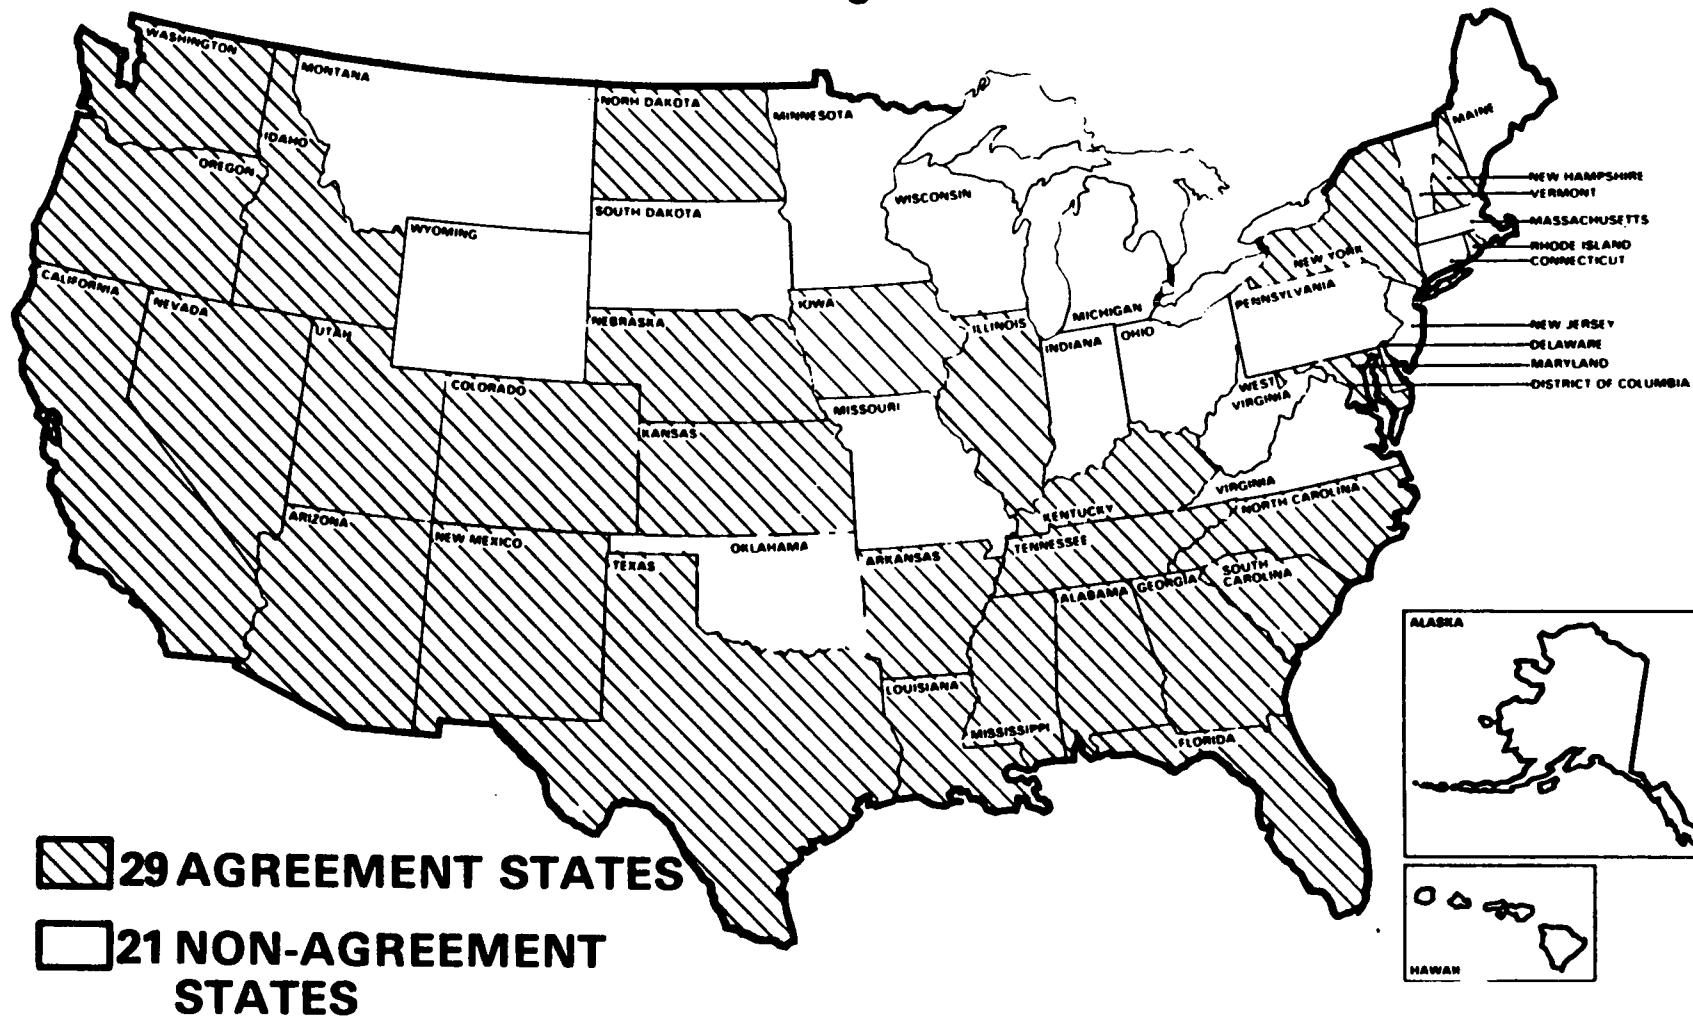 WASHINGTON
MONTANA
NORH DAKOTA
MINNESOTA
MAINE
IDAHO
OREGON
WISCONSIN
NEW HAMPSHIRE
VERMONT
MASSACHUSETTS
RHODE ISLAND
CONNECTICUT
SOUTH DAKOTA
WYOMING
NEW YORK
CALIFORNIA
NEVADA
UTAH
NEBRASKA
IOWA
ILLINOIS
MICHIGAN
PENNSYLVANIA
INDIANA
OHIO
NEW JERSEY
DELAWARE
MARYLAND
DISTRICT OF COLUMBIA
COLORADO
WEST
VIRGINIA
MISSOURI
KANSAS
VIRGINIA
NORTH CAROLINA
KENTUCKY
ARIZONA
NEW MEXICO
OKLAHOMA
TENNESSEE
TEXAS
ARKANSAS
SOUTH
CAROLINA
ALABAMA
GEORGIA
ALASKA
LOUISIANA
MISSISSIPPI
FLORIDA
29 AGREEMENT STATES
21 NON-AGREEMENT
STATES
HAWAII